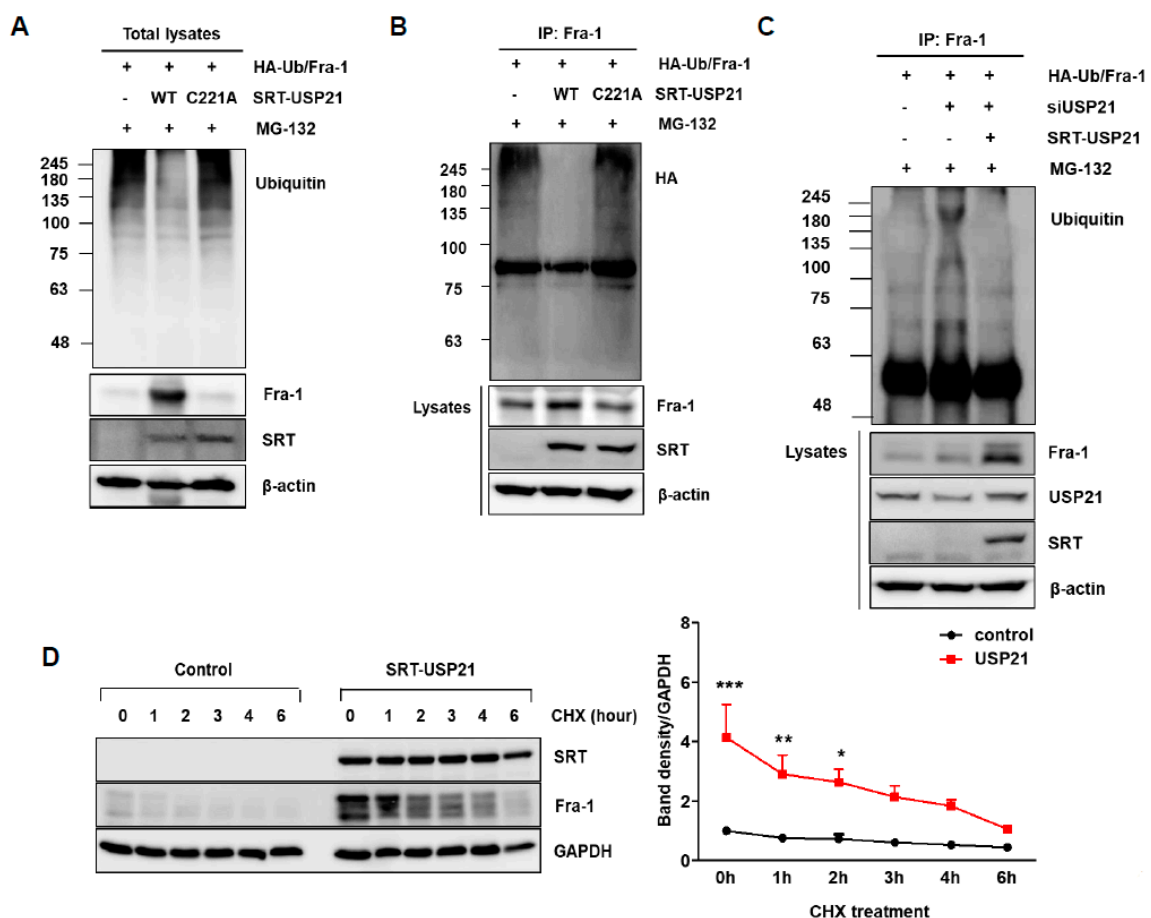 A
Total lysates
+ + + HA-Ub/Fra-1
- WT C221A SRT-USP21
+ + + MG-132
245
180
135
100
75
63
48
Ubiquitin
Fra-1
SRT
β-actin
B
IP: Fra-1
+ + + HA-Ub/Fra-1
- WT C221A SRT-USP21
+ + + MG-132
245
180
135
100
75
63
HA
Lysates
Fra-1
SRT
β-actin
C
IP: Fra-1
+ + + HA-Ub/Fra-1
- + + siUSP21
- - + SRT-USP21
+ + + MG-132
245
180
135
100
75
63
48
Ubiquitin
Lysates
Fra-1
USP21
SRT
β-actin
D
Control SRT-USP21
0 1 2 3 4 6 0 1 2 3 4 6 CHX (hour)
SRT
Fra-1
GAPDH
control
USP21
Band density/GAPDH
8
6
4
2
0
***
**
*
0h 1h 2h 3h 4h 6h
CHX treatment